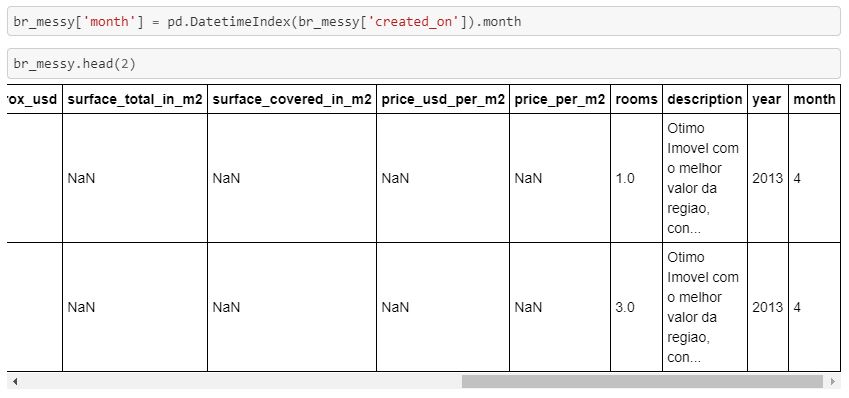 br_messy['month'] = pd.DatetimeIndex(br_messy['created_on']).month
br_messy.head(2)
rox_usd surface_total_in_m2 surface_covered_in_m2 price_usd_per_m2 price_per_m2 rooms description year month
NaN NaN NaN NaN 1.0 Otimo Imovel com o melhor valor da regiao, con... 2013 4
NaN NaN NaN NaN 3.0 Otimo Imovel com o melhor valor da regiao, con... 2013 4